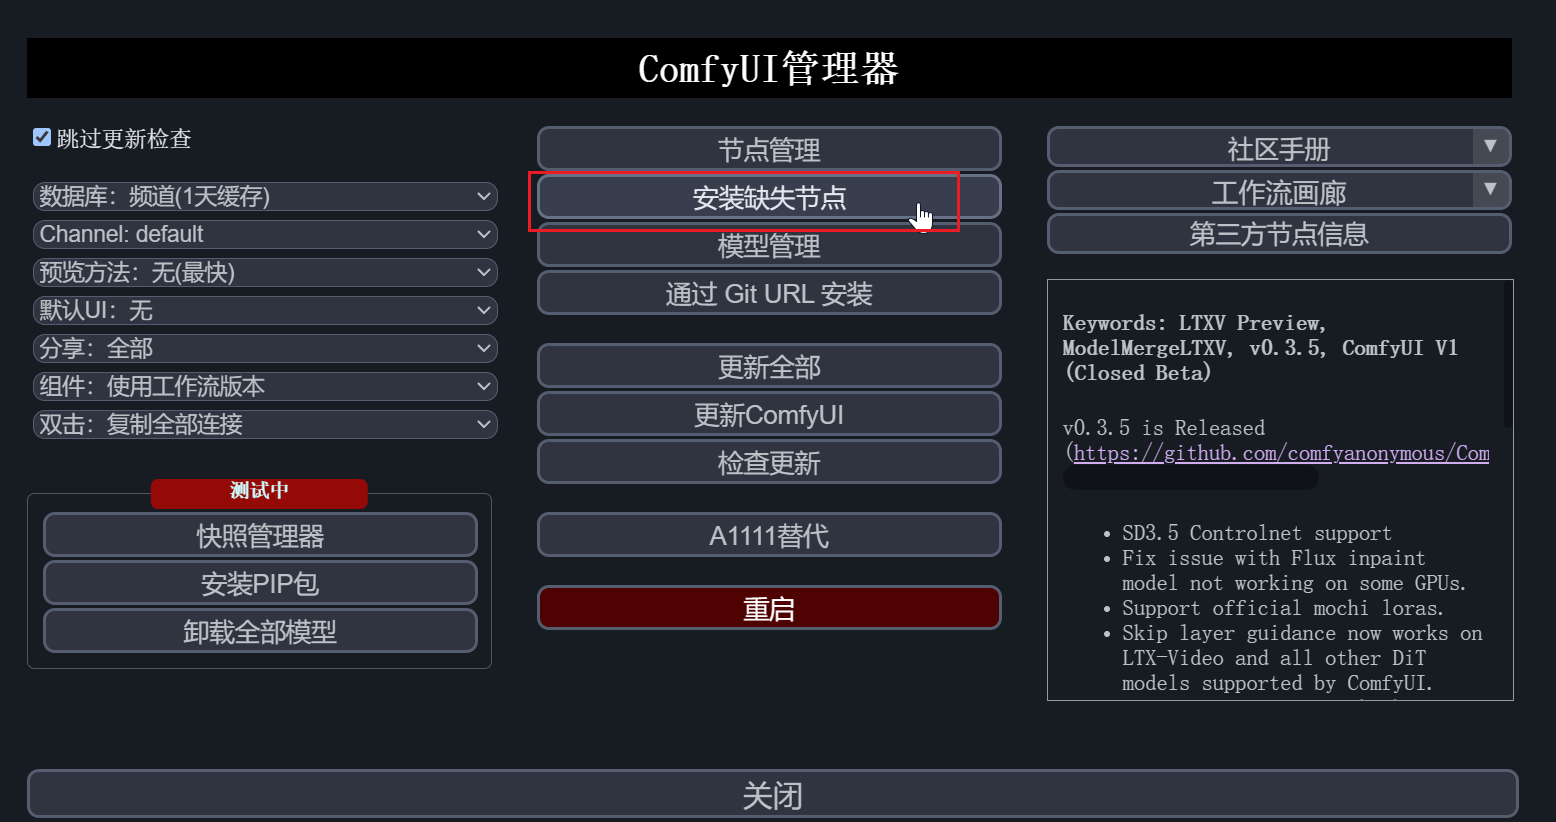 ComfyUI管理器
跳过更新检查
数据库：频道(1天缓存)
Channel: default
预览方法：无(最快)
默认UI：无
分享：全部
组件：使用工作流版本
双击：复制全部连接
测试中
快照管理器
安装PIP包
卸载全部模型
节点管理
安装缺失节点
模型管理
通过 Git URL 安装
更新全部
更新ComfyUI
检查更新
A1111替代
重启
社区手册
工作流画廊
第三方节点信息
Keywords: LTXV Preview,
ModelMergeLTXV, v0.3.5, ComfyUI V1
(Closed Beta)
v0.3.5 is Released
(https://github.com/comfyanonymous/Com
• SD3.5 Controlnet support
• Fix issue with Flux inpaint
model not working on some GPUs.
• Support official mochi loras.
• Skip layer guidance now works on
LTX-Video and all other DiT
models supported by ComfyUI.
关闭